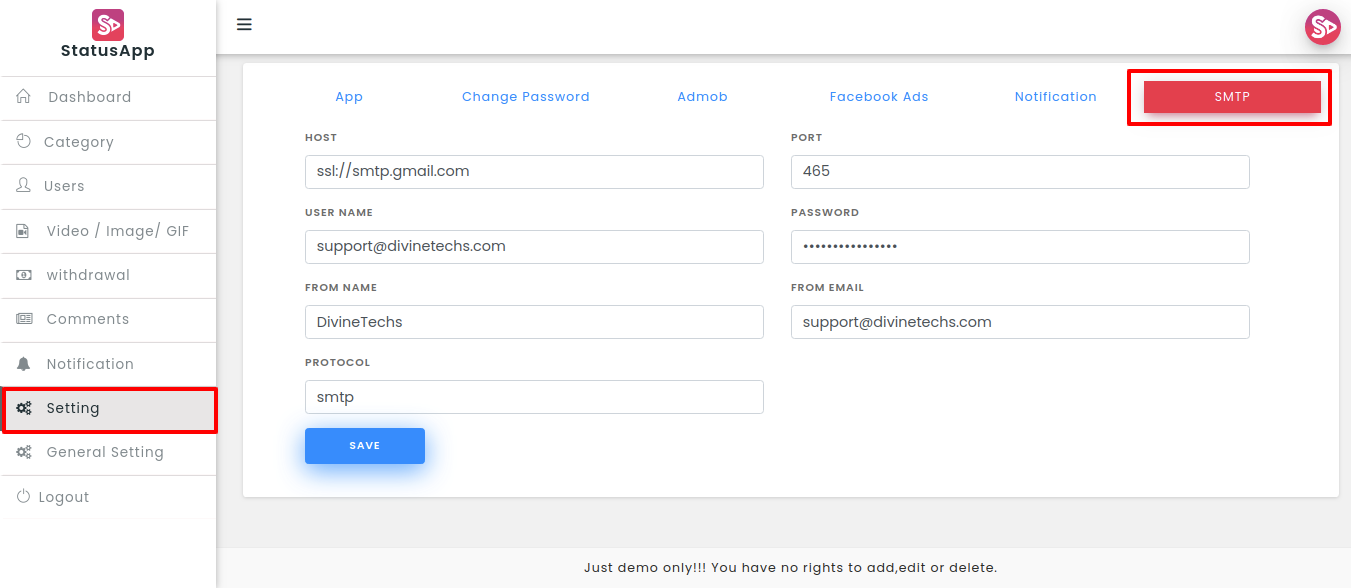 StatusApp
Dashboard
Category
Users
Video / Image/ GIF
withdrawal
Comments
Notification
Setting
General Setting
Logout
App Change Password Admob Facebook Ads Notification SMTP
HOST PORT
ssl://smtp.gmail.com 465
USER NAME PASSWORD
support@divinetechs.com ••••••••••••••••
FROM NAME FROM EMAIL
DivineTechs support@divinetechs.com
PROTOCOL
smtp
SAVE
Just demo only!!! You have no rights to add,edit or delete.